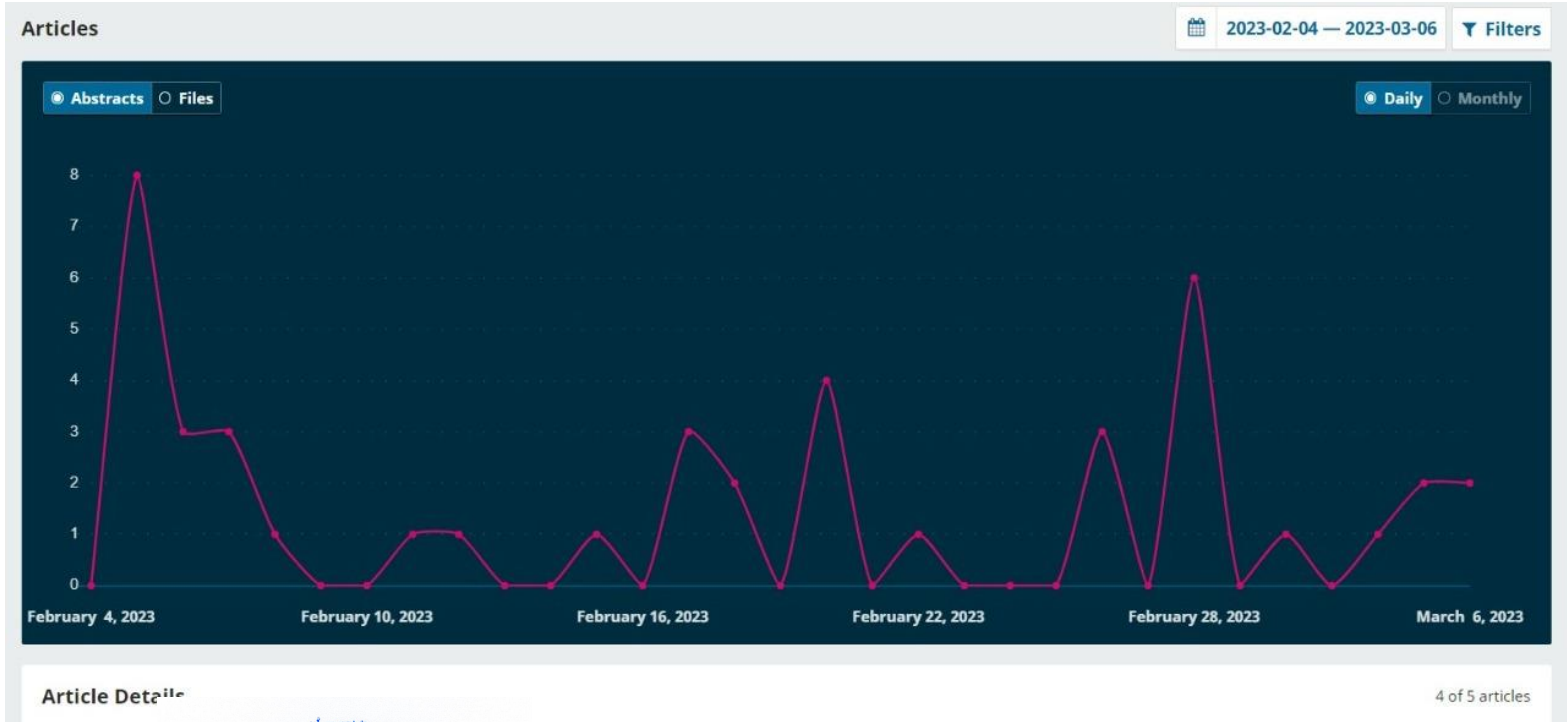 Articles
2023-02-04 — 2023-03-06
Filters
Abstracts
Files
Daily
Monthly
8
7
6
5
4
3
2
1
0
February 4, 2023
February 10, 2023
February 16, 2023
February 22, 2023
February 28, 2023
March 6, 2023
Article Details
4 of 5 articles